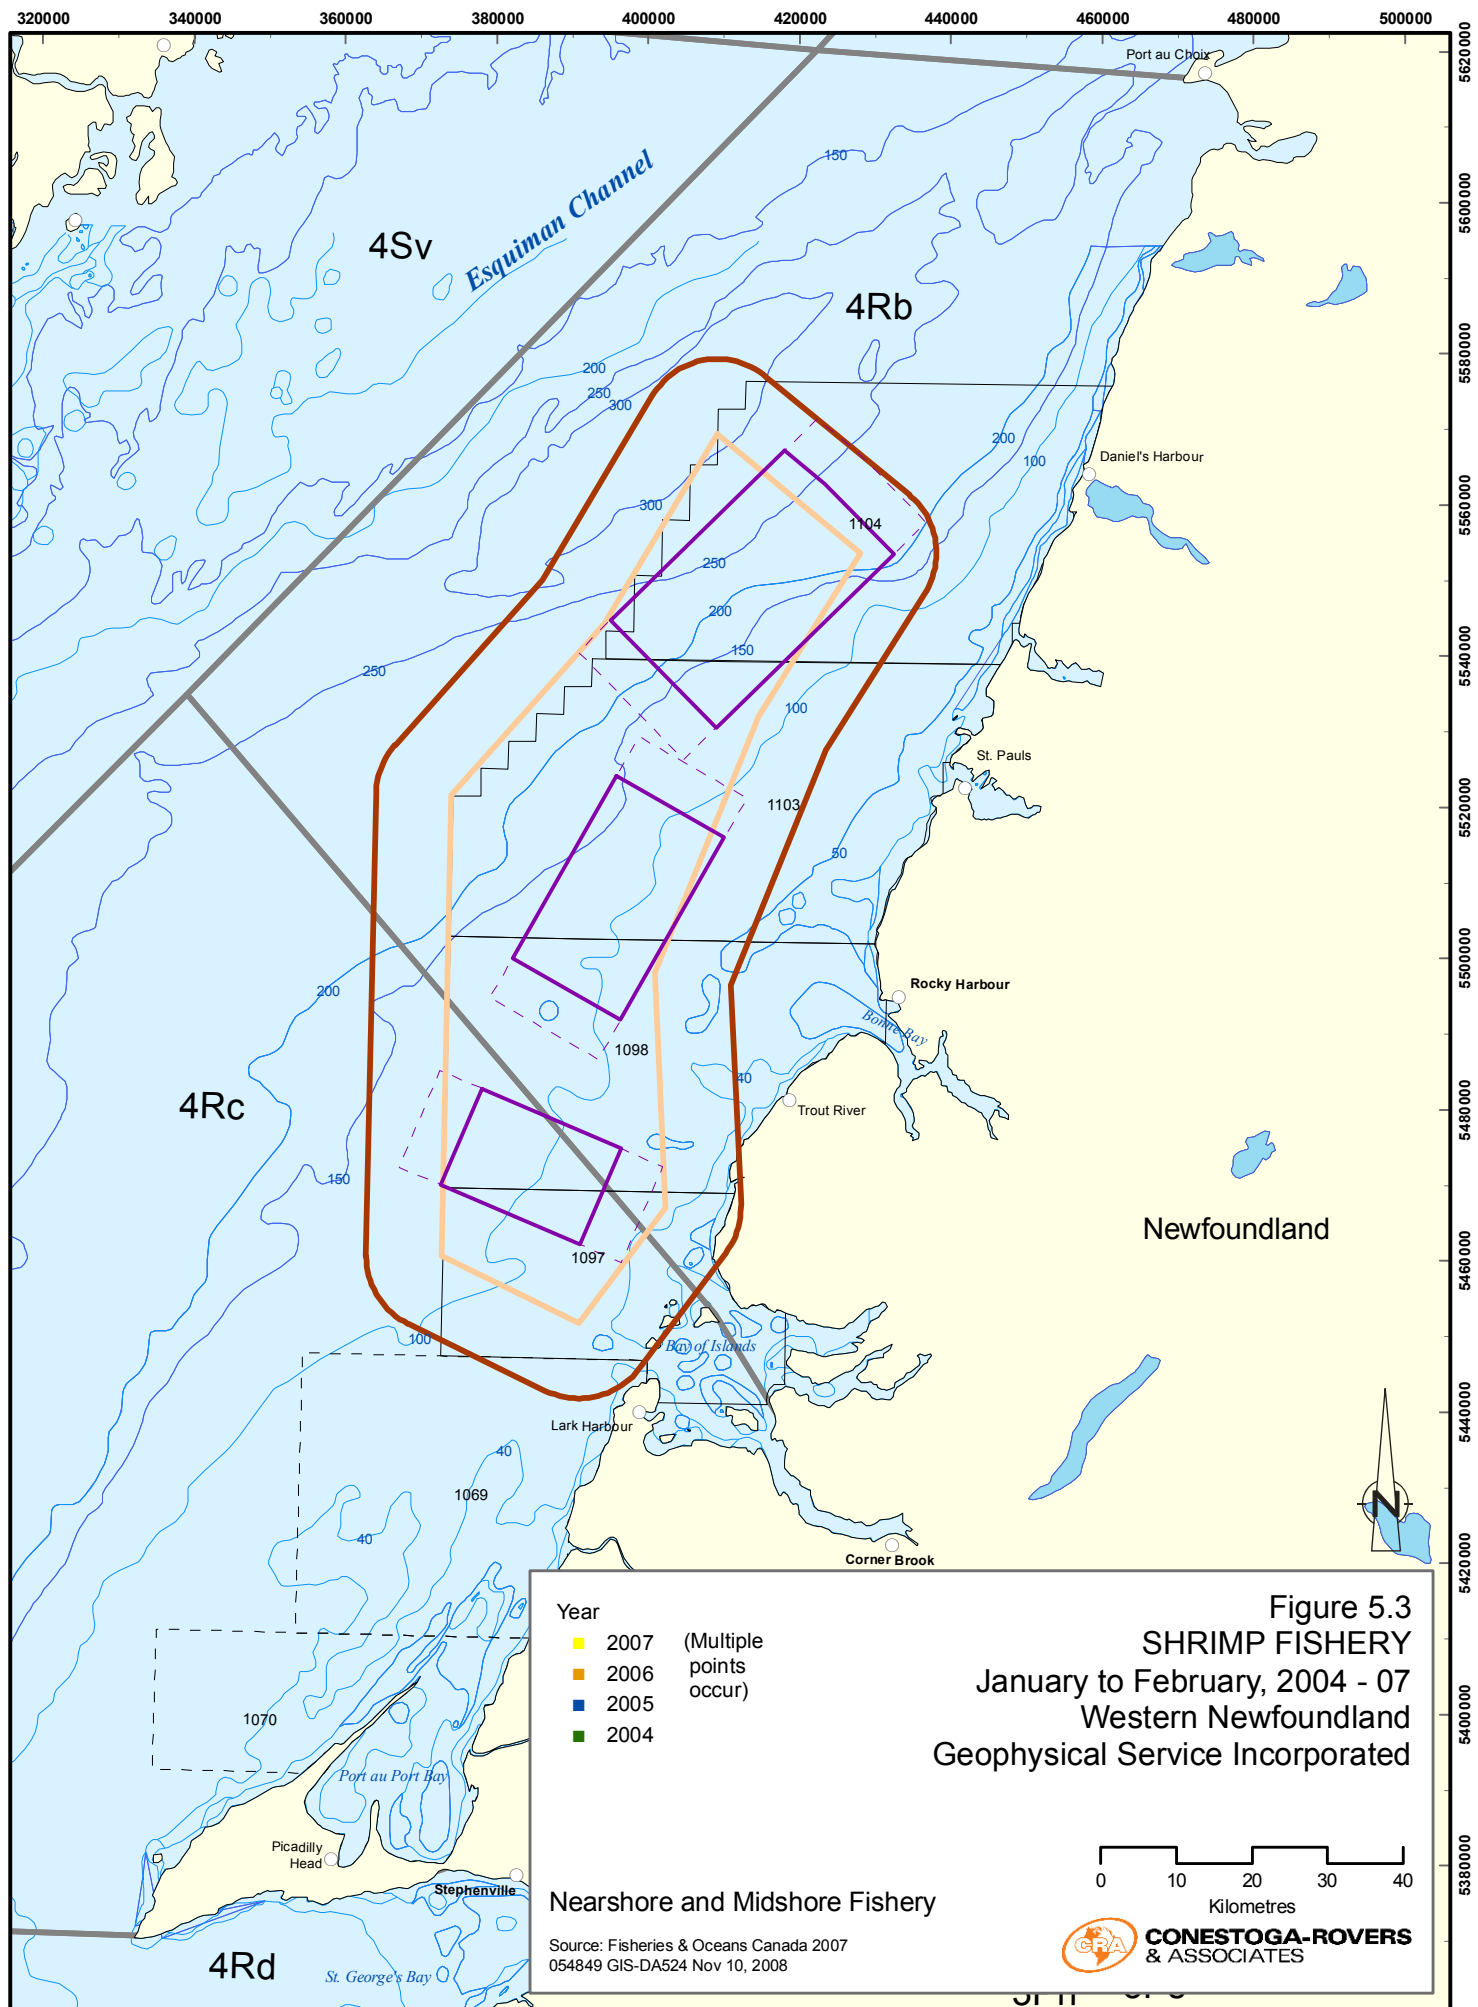 320000 340000 360000 380000 400000 420000 440000 460000 480000 500000
5620000
5600000
5580000
5560000
5540000
5520000
5500000
5480000
5460000
5440000
5420000
5400000
5380000
Port au Choix
150
Esquiman Channel
4Sv
4Rb
200
250
300
200
100
Daniel's Harbour
300
1104
250
200
150
250
100
St. Pauls
1103
50
200
Rocky Harbour
Bonne Bay
1098
40
4Rc
Trout River
150
Newfoundland
1097
100
Bay of Islands
Lark Harbour
40
1069
40
N
Corner Brook
1070
Port au Port Bay
Picadilly
Head
Stephenville
4Rd
St. George's Bay
Year
2007
2006
2005
2004
(Multiple
points
occur)
Figure 5.3
SHRIMP FISHERY
January to February, 2004 - 07
Western Newfoundland
Geophysical Service Incorporated
0 10 20 30 40
Kilometres
Nearshore and Midshore Fishery
Source: Fisheries & Oceans Canada 2007
054849 GIS-DA524 Nov 10, 2008
CRA
CONESTOGA-ROVERS
& ASSOCIATES